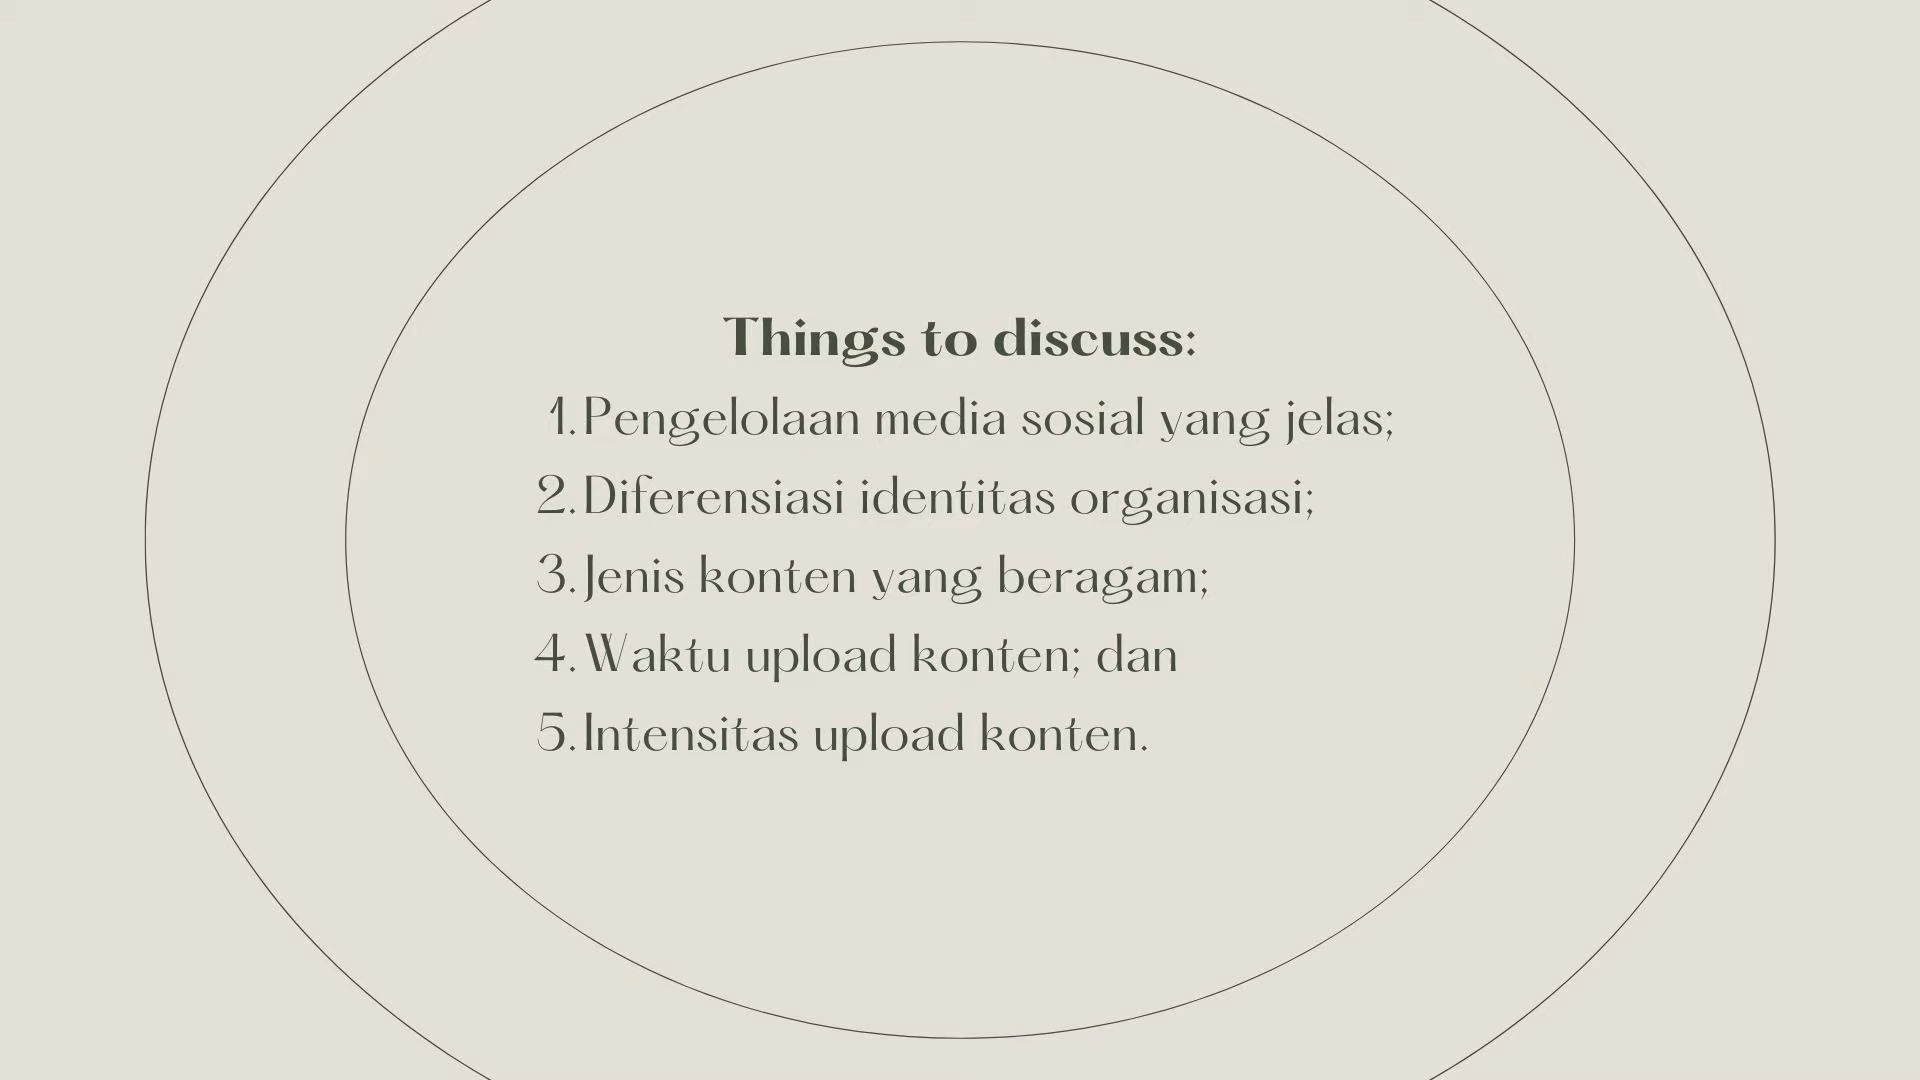 Things to discuss:
1. Pengelolaan media sosial yang jelas;
2. Diferensiasi identitas organisasi;
3. Jenis konten yang beragam;
4. Waktu upload konten; dan
5. Intensitas upload konten.